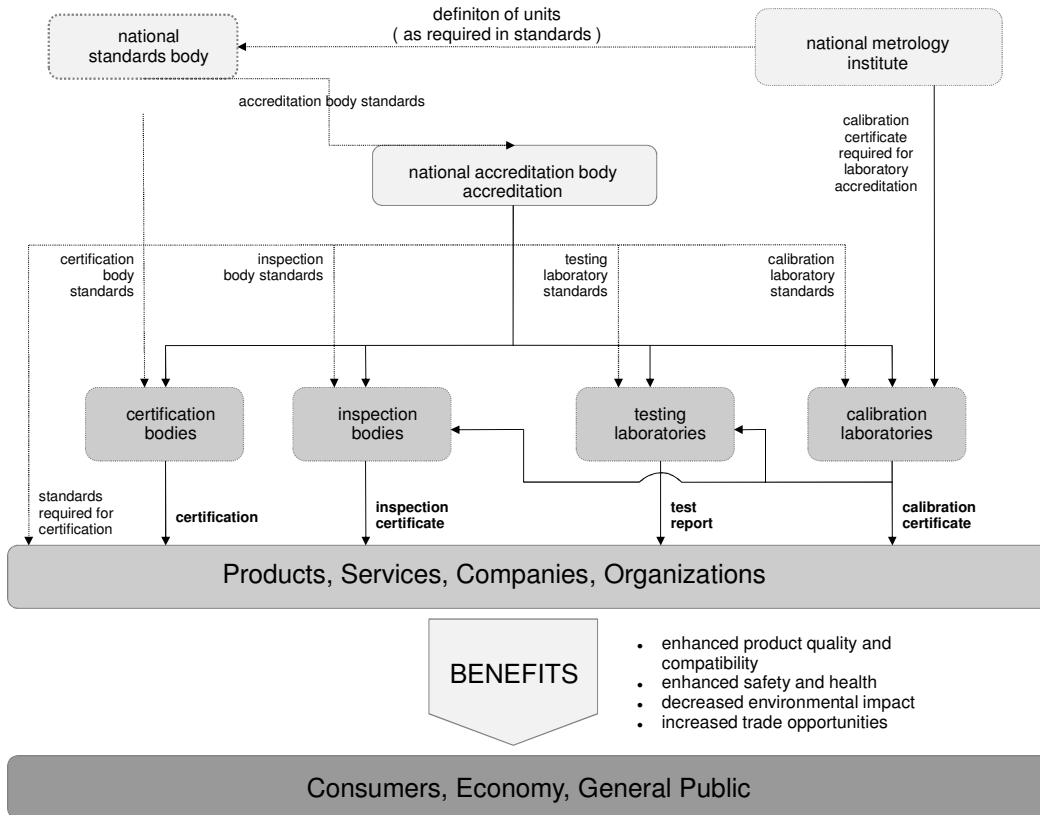 definiton of units
( as required in standards )
national
standards body
national metrology
institute
accreditation body standards
calibration
certificate
required for
laboratory
accreditation
national accreditation body
accreditation
certification
body
standards
inspection
body standards
testing
laboratory
standards
calibration
laboratory
standards
certification
bodies
inspection
bodies
testing
laboratories
calibration
laboratories
standards
required for
certification
certification
inspection
certificate
test
report
calibration
certificate
Products, Services, Companies, Organizations
BENEFITS
• enhanced product quality and
compatibility
• enhanced safety and health
• decreased environmental impact
• increased trade opportunities
Consumers, Economy, General Public